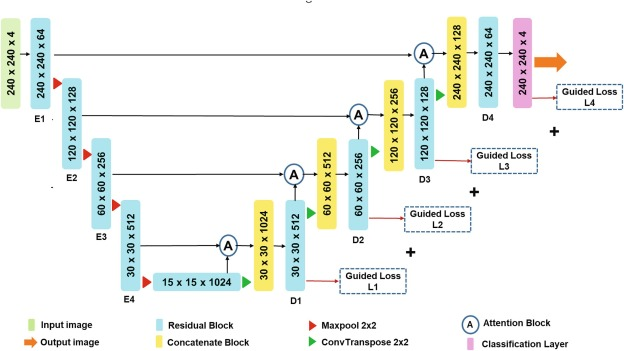 240 x 240 x 4
240 x 240 x 64
E1
120 x 120 x 128
E2
60 x 60 x 256
E3
30 x 30 x 512
E4
15 x 15 x 1024
A
30 x 30 x 1024
30 x 30 x 512
D1
A
60 x 60 x 512
60 x 60 x 256
D2
A
120 x 120 x 256
120 x 120 x 128
D3
A
240 x 240 x 128
240 x 240 x 64
D4
240 x 240 x 4
Guided Loss
L4
+
Guided Loss
L3
+
Guided Loss
L2
+
Guided Loss
L1
Input image
Residual Block
Maxpool 2x2
A
Attention Block
Output image
Concatenate Block
ConvTranspose 2x2
Classification Layer